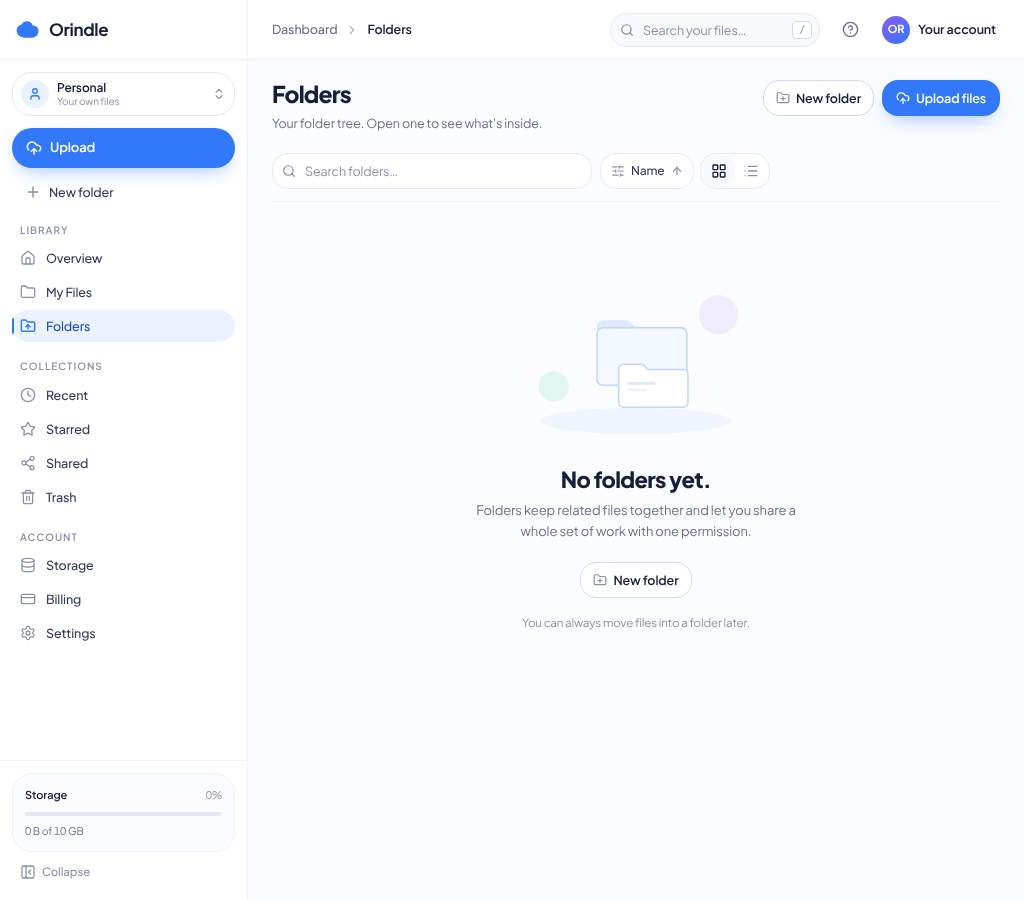 Orindle
Dashboard
Folders
Search your files...
/
OR
Your account
Personal
Your own files
Upload
New folder
LIBRARY
Overview
My Files
Folders
COLLECTIONS
Recent
Starred
Shared
Trash
ACCOUNT
Storage
Billing
Settings
Storage
0%
0 B of 10 GB
Collapse
Folders
Your folder tree. Open one to see what's inside.
New folder
Upload files
Search folders...
Name
No folders yet.
Folders keep related files together and let you share a
whole set of work with one permission.
New folder
You can always move files into a folder later.